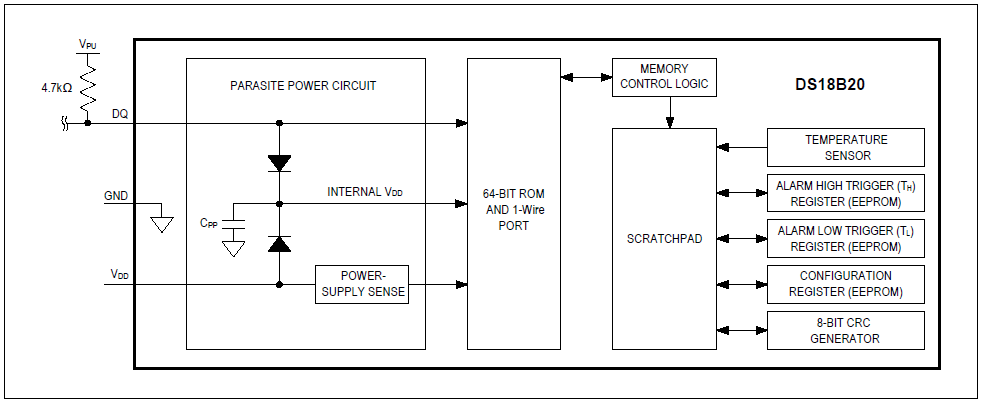 VPU
4.7kΩ
DQ
GND
VDD
PARASITE POWER CIRCUIT
INTERNAL VDD
CPP
POWER-
SUPPLY SENSE
64-BIT ROM
AND 1-Wire
PORT
MEMORY
CONTROL LOGIC
SCRATCHPAD
DS18B20
TEMPERATURE
SENSOR
ALARM HIGH TRIGGER (TH)
REGISTER (EEPROM)
ALARM LOW TRIGGER (TL)
REGISTER (EEPROM)
CONFIGURATION
REGISTER (EEPROM)
8-BIT CRC
GENERATOR